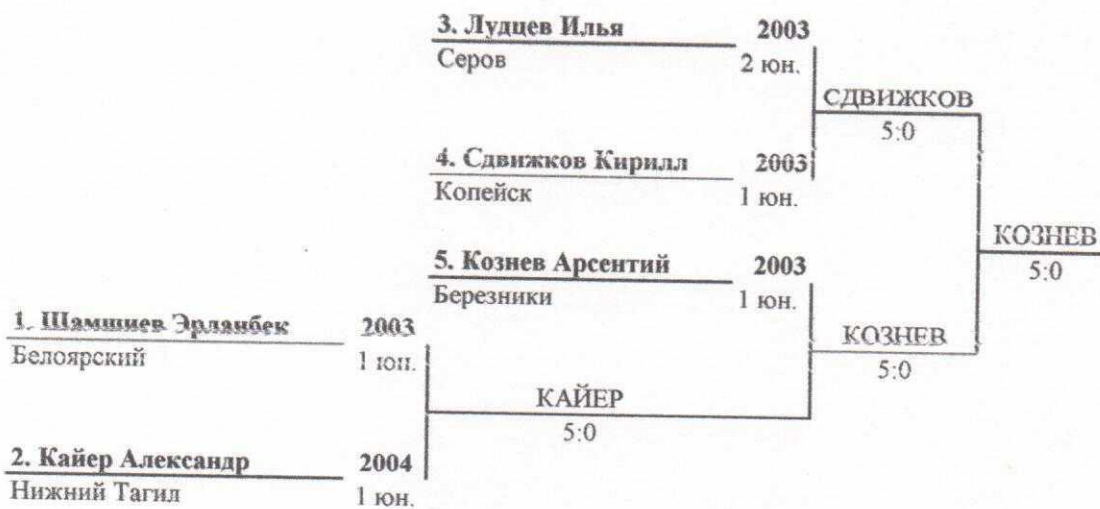 3. Лудцев Илья 2003
Серов 2 юн.
СДВИЖКОВ
5:0
4. Сдвижков Кирилл 2003
Копейск 1 юн.
КОЗНЕВ
5:0
5. Кознев Арсентий 2003
Березники 1 юн.
1. Шамшиев Эрланбек 2003
Белоярский 1 юн.
КОЗНЕВ
5:0
КАЙЕР
5:0
2. Кайер Александр 2004
Нижний Тагил 1 юн.